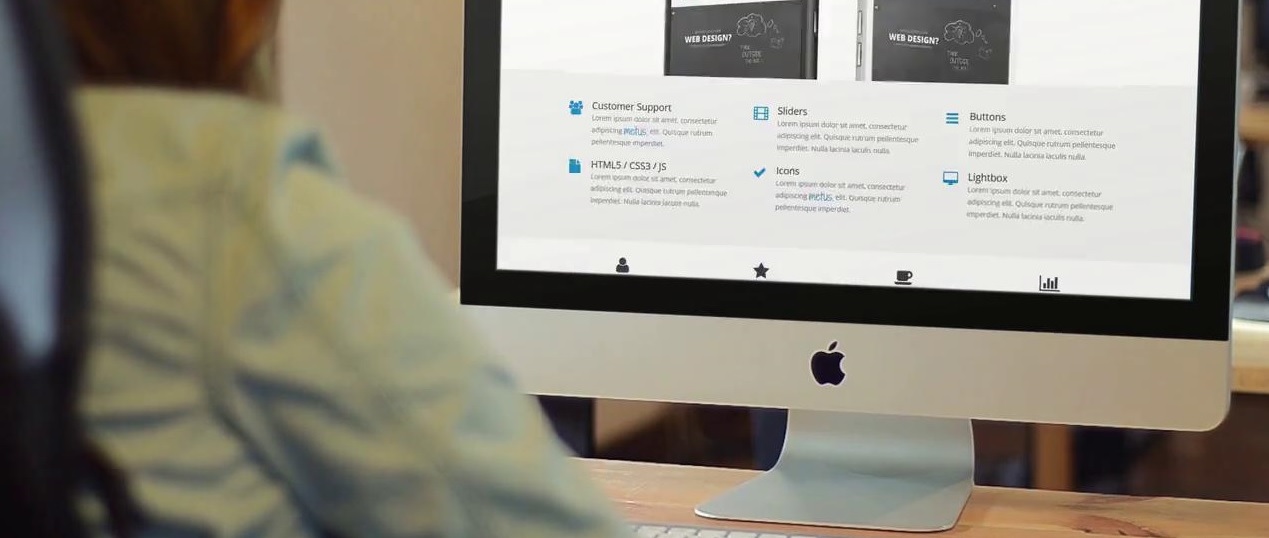 WEB DESIGN?
WEB DESIGN?
THINK
OUTSIDE
THE BOX
Customer Support
Lorem ipsum dolor sit amet, consectetur
adipiscing metus, elit. Quisque rutrum
pellentesque imperdiet.
Sliders
Lorem ipsum dolor sit amet, consectetur
adipiscing elit. Quisque rutrum pellentesque
imperdiet. Nulla lacinia iaculis nulla.
Buttons
Lorem ipsum dolor sit amet, consectetur
adipiscing elit. Quisque rutrum pellentesque
imperdiet. Nulla lacinia iaculis nulla.
HTML5 / CSS3 / JS
Lorem ipsum dolor sit amet, consectetur
adipiscing elit. Quisque rutrum pellentesque
imperdiet. Nulla lacinia iaculis nulla.
Icons
Lorem ipsum dolor sit amet, consectetur
adipiscing metus, elit. Quisque rutrum
pellentesque imperdiet.
Lightbox
Lorem ipsum dolor sit amet, consectetur
adipiscing elit. Quisque rutrum pellentesque
imperdiet. Nulla lacinia iaculis nulla.